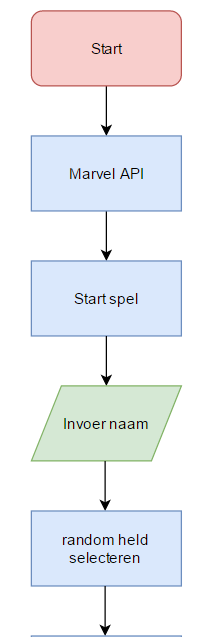 Start
Marvel API
Start spel
Invoer naam
random held
selecteren